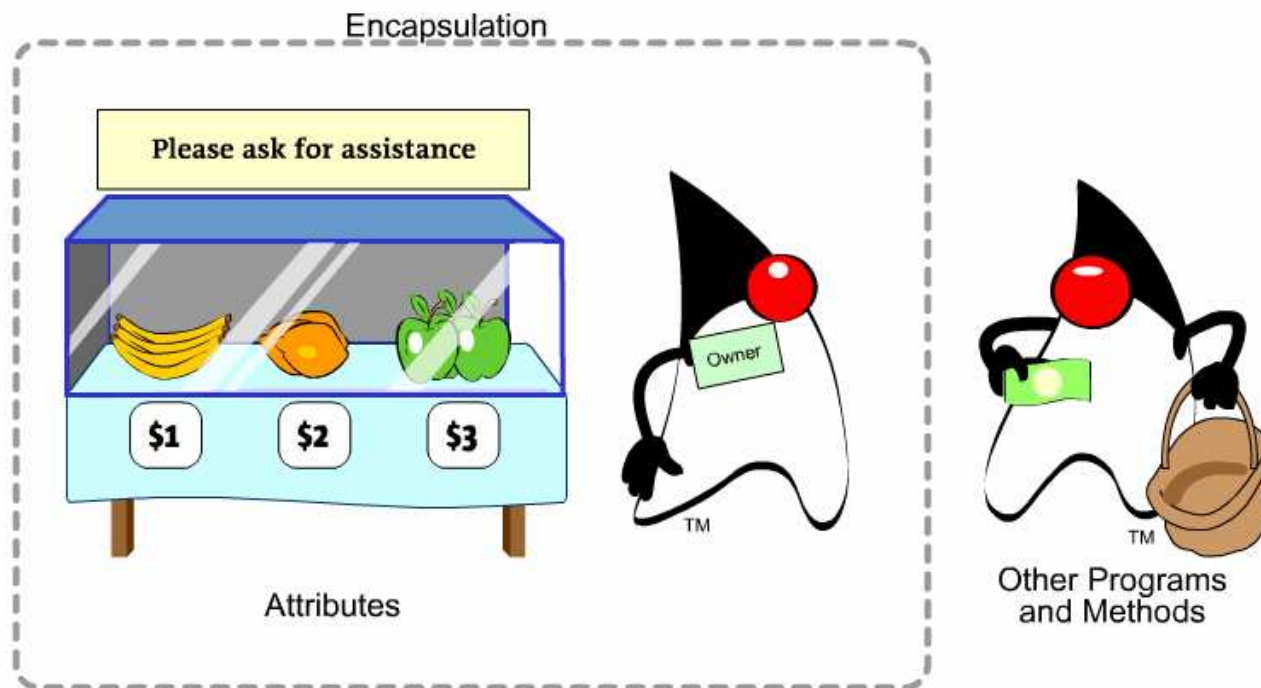 Encapsulation
Please ask for assistance
Owner
$1
$2
$3
TM
TM
Attributes
Other Programs
and Methods